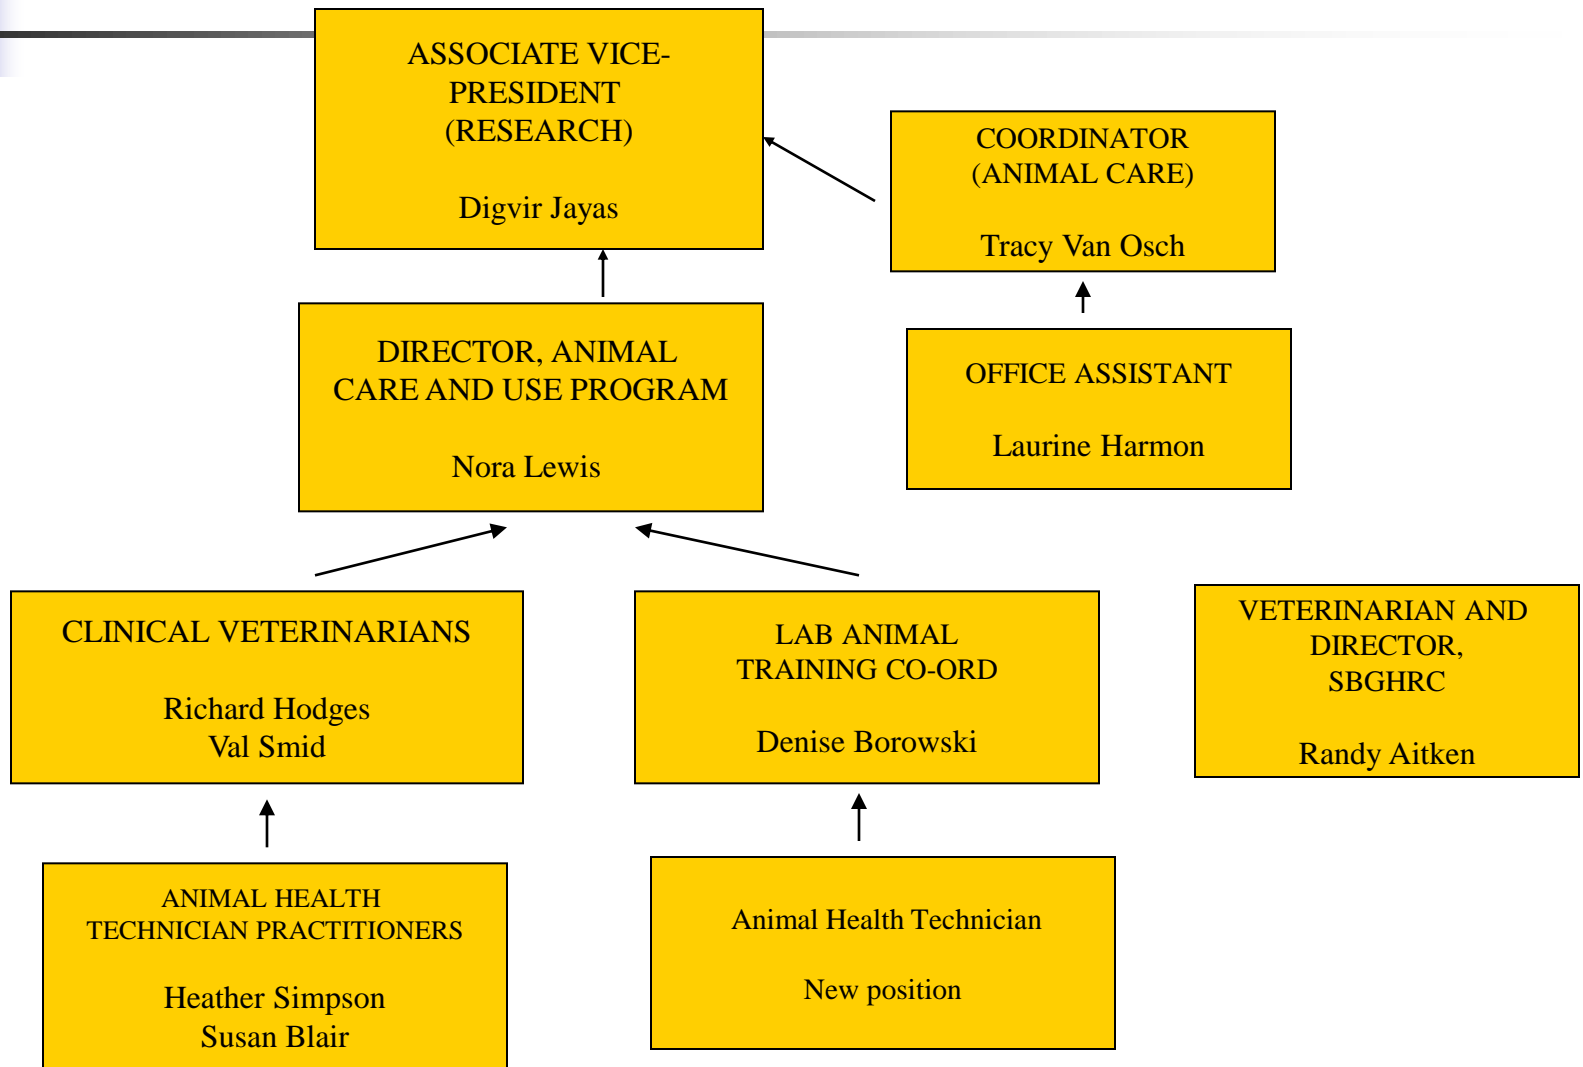 ASSOCIATE VICE-
PRESIDENT
(RESEARCH)
Digvir Jayas
COORDINATOR
(ANIMAL CARE)
Tracy Van Osch
DIRECTOR, ANIMAL
CARE AND USE PROGRAM
Nora Lewis
OFFICE ASSISTANT
Laurine Harmon
CLINICAL VETERINARIANS
Richard Hodges
Val Smid
LAB ANIMAL
TRAINING CO-ORD
Denise Borowski
VETERINARIAN AND
DIRECTOR,
SBGHRC
Randy Aitken
ANIMAL HEALTH
TECHNICIAN PRACTITIONERS
Heather Simpson
Susan Blair
Animal Health Technician
New position